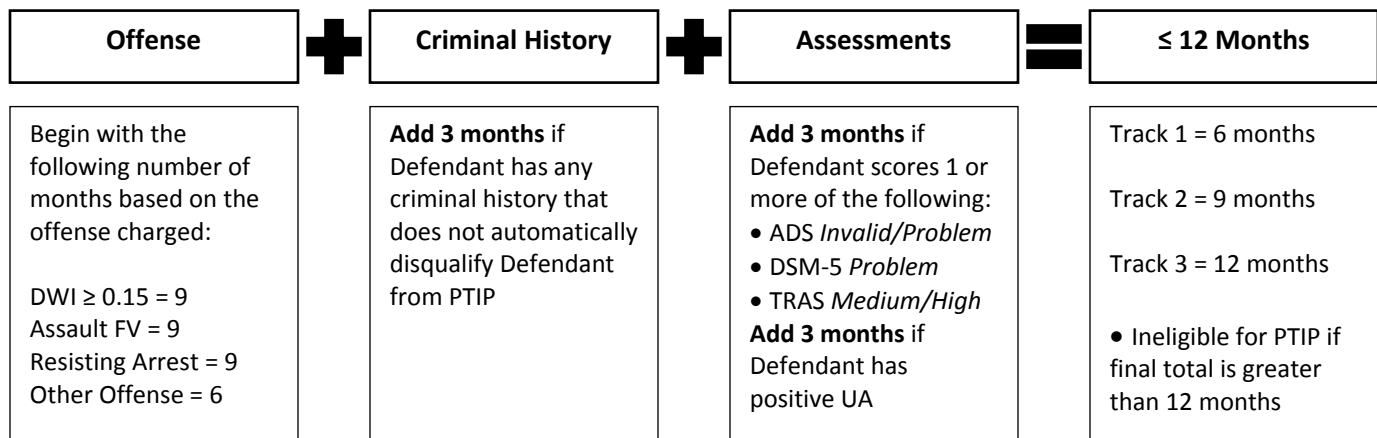 Offense
Criminal History
Assessments
≤ 12 Months
Begin with the
following number of
months based on the
offense charged:
DWI ≥ 0.15 = 9
Assault FV = 9
Resisting Arrest = 9
Other Offense = 6
Add 3 months if
Defendant has any
criminal history that
does not automatically
disqualify Defendant
from PTIP
Add 3 months if
Defendant scores 1 or
more of the following:
• ADS Invalid/Problem
• DSM-5 Problem
• TRAS Medium/High
Add 3 months if
Defendant has
positive UA
Track 1 = 6 months
Track 2 = 9 months
Track 3 = 12 months
• Ineligible for PTIP if
final total is greater
than 12 months